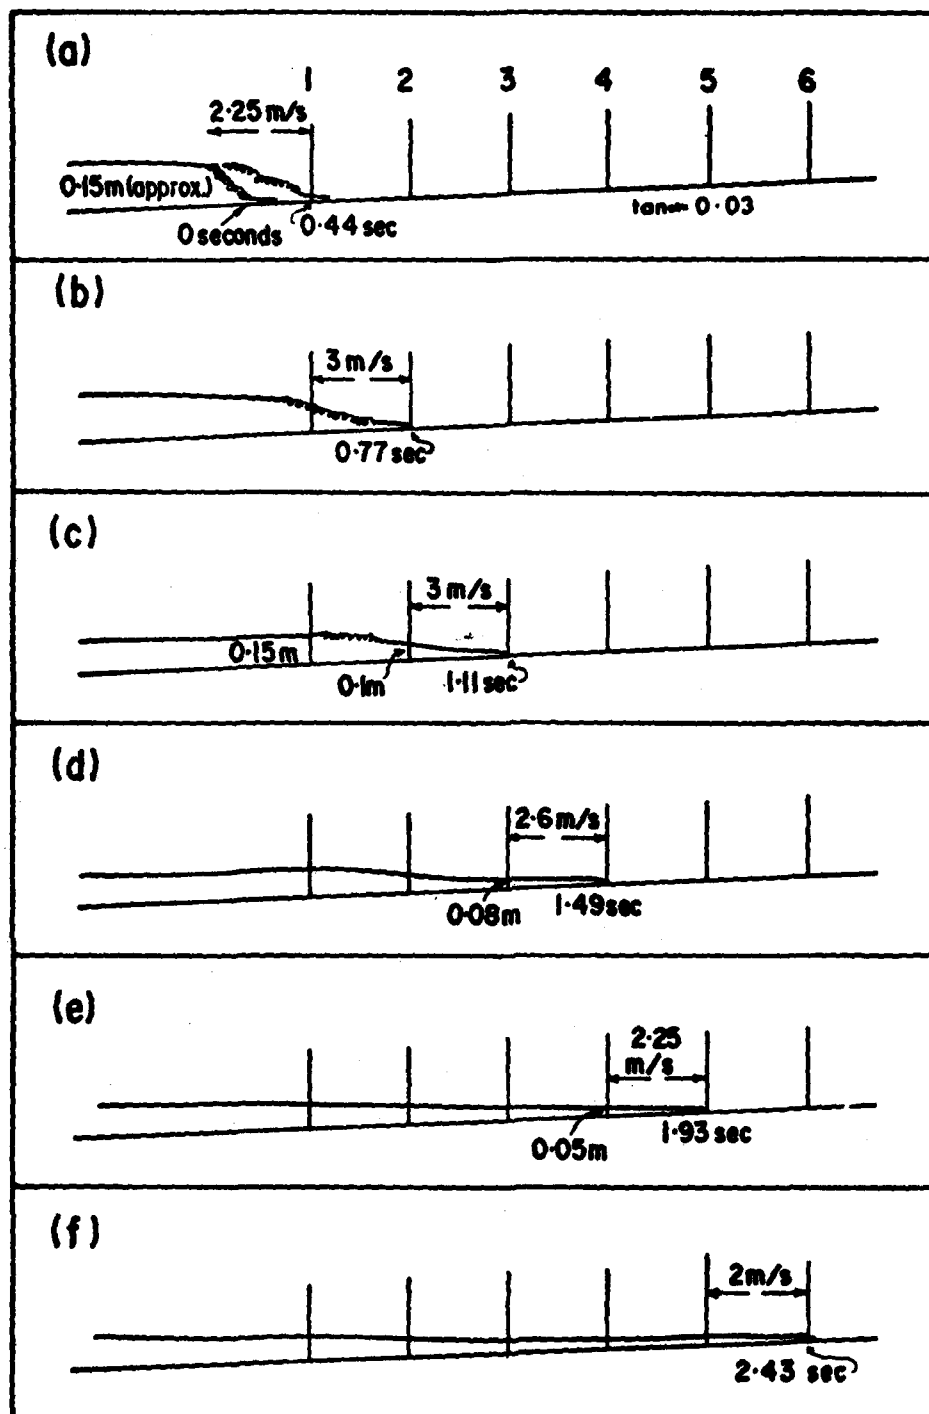 (a)
1 2 3 4 5 6
2·25 m/s
0·15m (approx.)
0 seconds
0·44 sec
tan∝ 0·03
(b)
3 m/s
0·77 sec
(c)
3 m/s
0·15 m
0·1m
1·11 sec
(d)
2·6 m/s
0·08m
1·49 sec
(e)
2·25
m/s
0·05m
1·93 sec
(f)
2m/s
2·43 sec